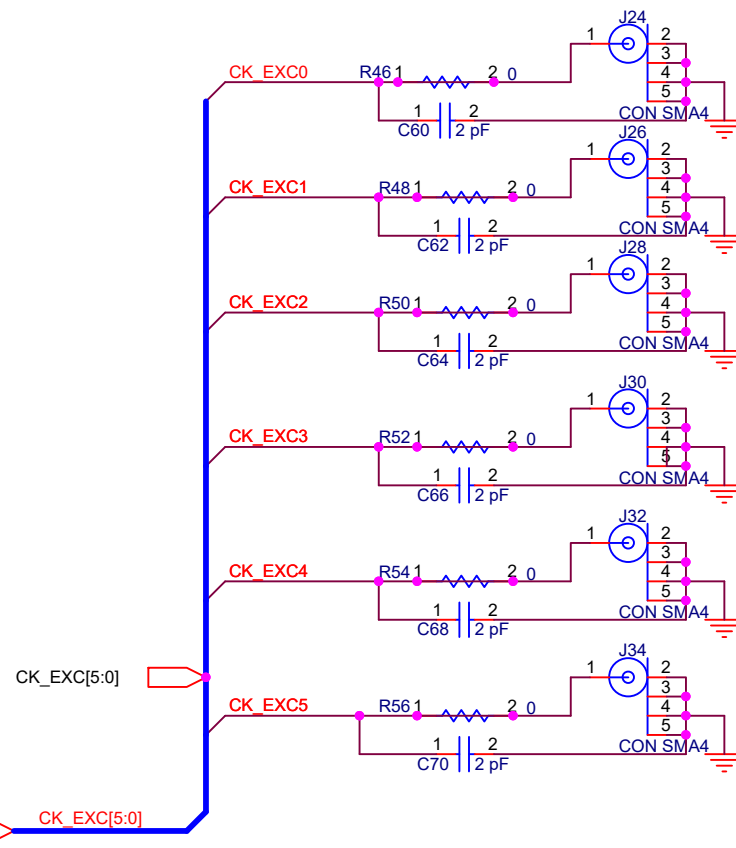 J24
1 2
3
CK_EXC0 R46 1 2 0 4
5
1 2 CON SMA4
C60 2 pF
J26
1 2
3
CK_EXC1 R48 1 2 0 4
5
1 2 CON SMA4
C62 2 pF
J28
1 2
3
CK_EXC2 R50 1 2 0 4
5
1 2 CON SMA4
C64 2 pF
J30
1 2
3
CK_EXC3 R52 1 2 0 4
5
1 2 CON SMA4
C66 2 pF
J32
1 2
3
CK_EXC4 R54 1 2 0 4
5
1 2 CON SMA4
C68 2 pF
J34
1 2
CK_EXC[5:0]
3
CK_EXC5 R56 1 2 0 4
5
1 2 CON SMA4
C70 2 pF
CK_EXC[5:0]